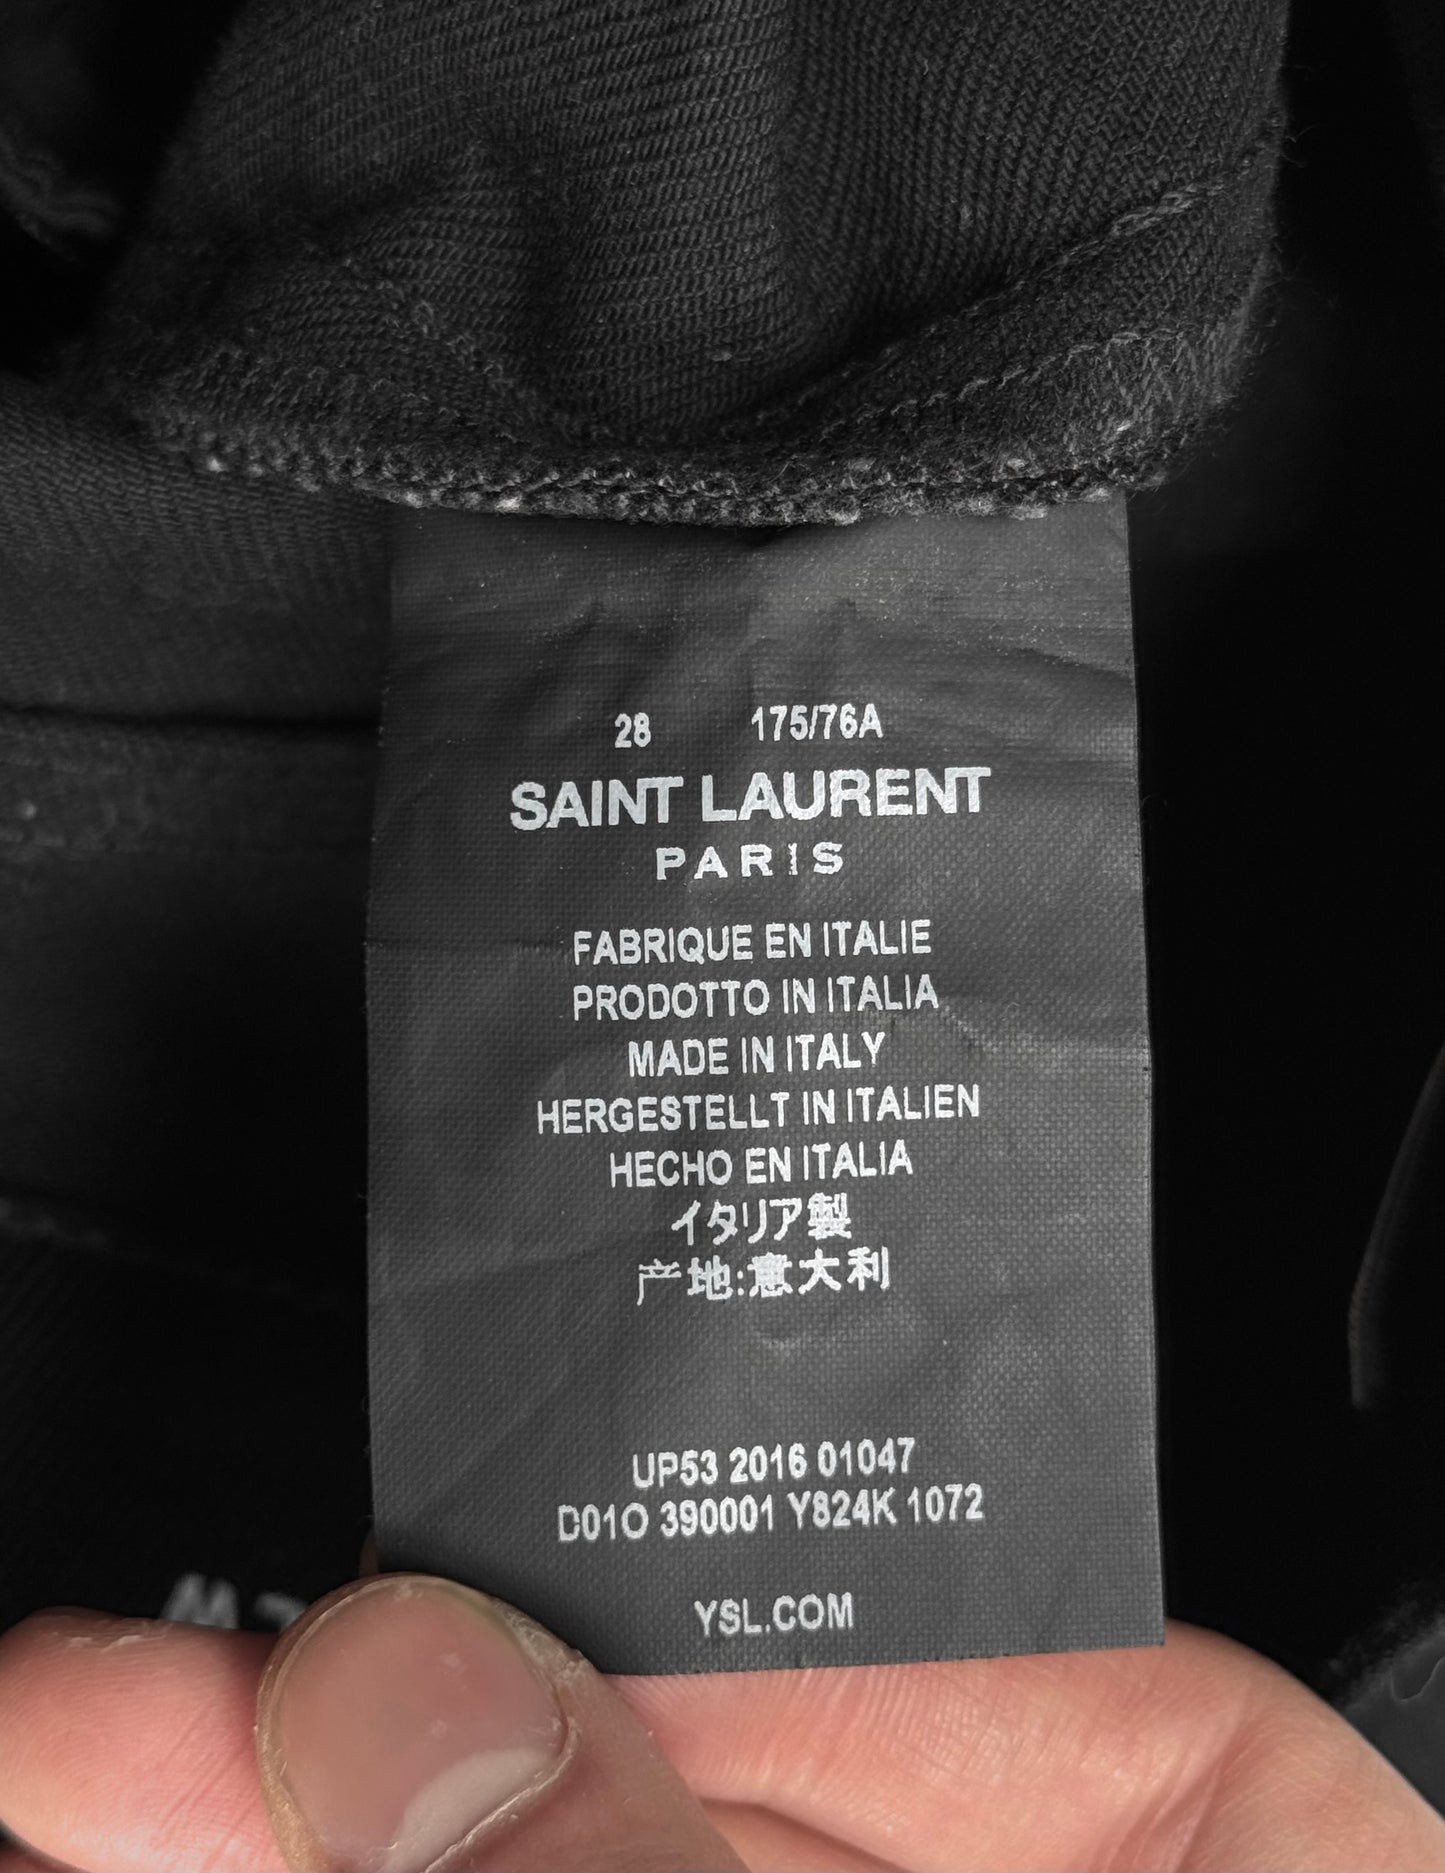 28 175/76A
SAINT LAURENT
PARIS
FABRIQUE EN ITALIE
PRODOTTO IN ITALIA
MADE IN ITALY
HERGESTELLT IN ITALIEN
HECHO EN ITALIA
イタリア製
产地:意大利
UP53 2016 01047
D01O 390001 Y824K 1072
YSL.COM